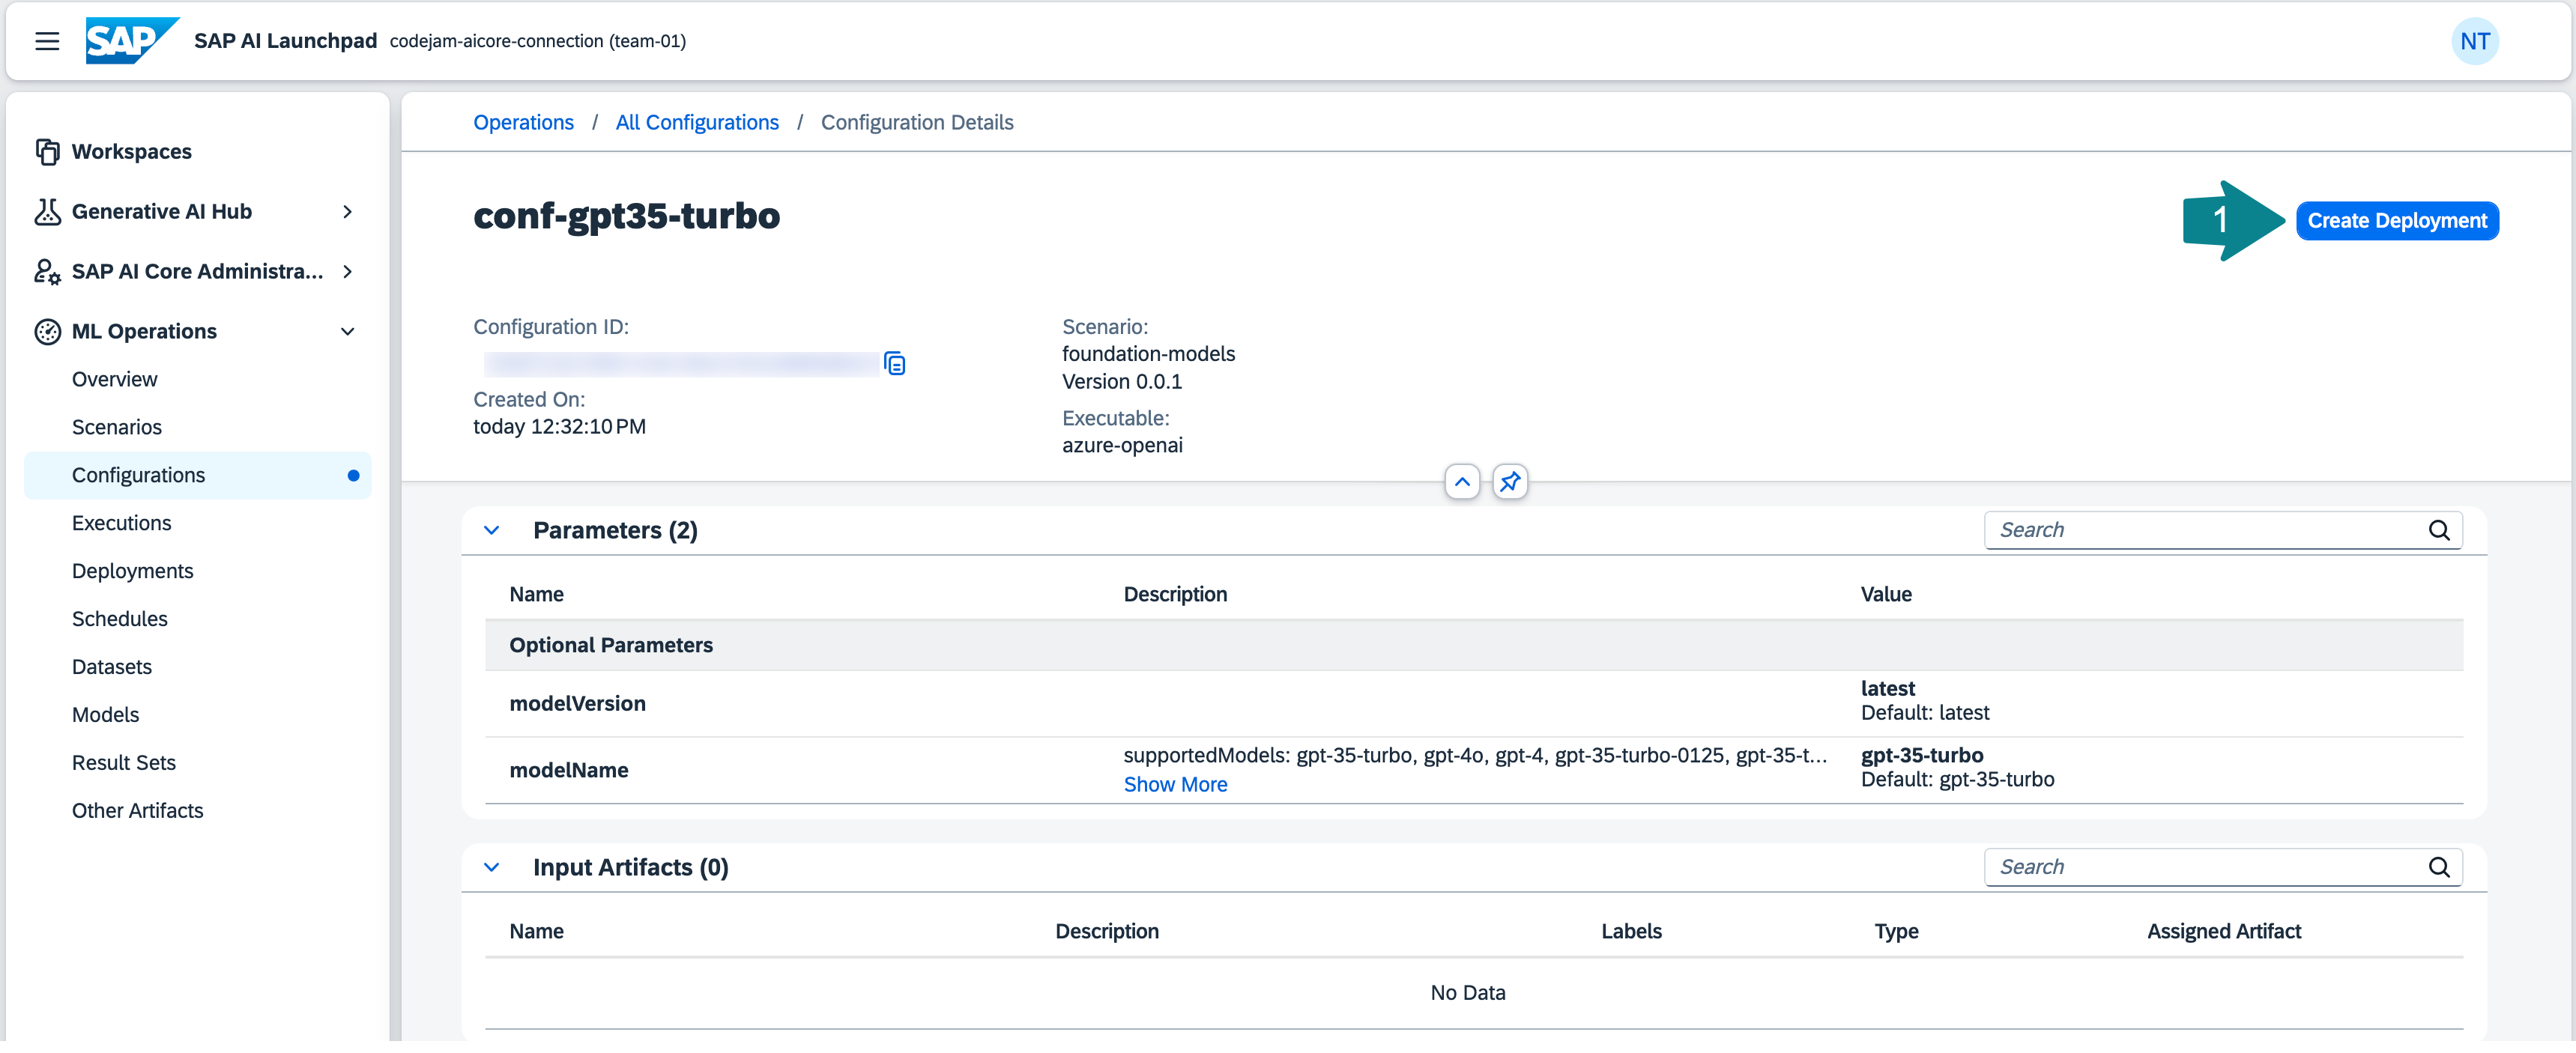 SAP SAP AI Launchpad codejam-aicore-connection (team-01) NT
Workspaces
Generative AI Hub
SAP AI Core Administra...
ML Operations
Overview
Scenarios
Configurations
Executions
Deployments
Schedules
Datasets
Models
Result Sets
Other Artifacts
Operations / All Configurations / Configuration Details
conf-gpt35-turbo
1 Create Deployment
Configuration ID:
Created On:
today 12:32:10 PM
Scenario:
foundation-models
Version 0.0.1
Executable:
azure-openai
Parameters (2) Search
Name Description Value
Optional Parameters
modelVersion latest
Default: latest
modelName supportedModels: gpt-35-turbo, gpt-4o, gpt-4, gpt-35-turbo-0125, gpt-35-t... gpt-35-turbo
Show More Default: gpt-35-turbo
Input Artifacts (0) Search
Name Description Labels Type Assigned Artifact
No Data